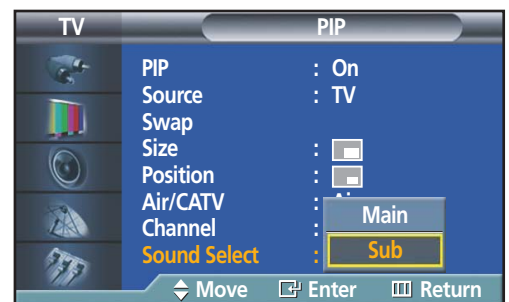 TV PIP
PIP : On
Source : TV
Swap
Size :
Position :
Air/CATV :
Channel : Main
Sound Select : Sub
Move Enter Return